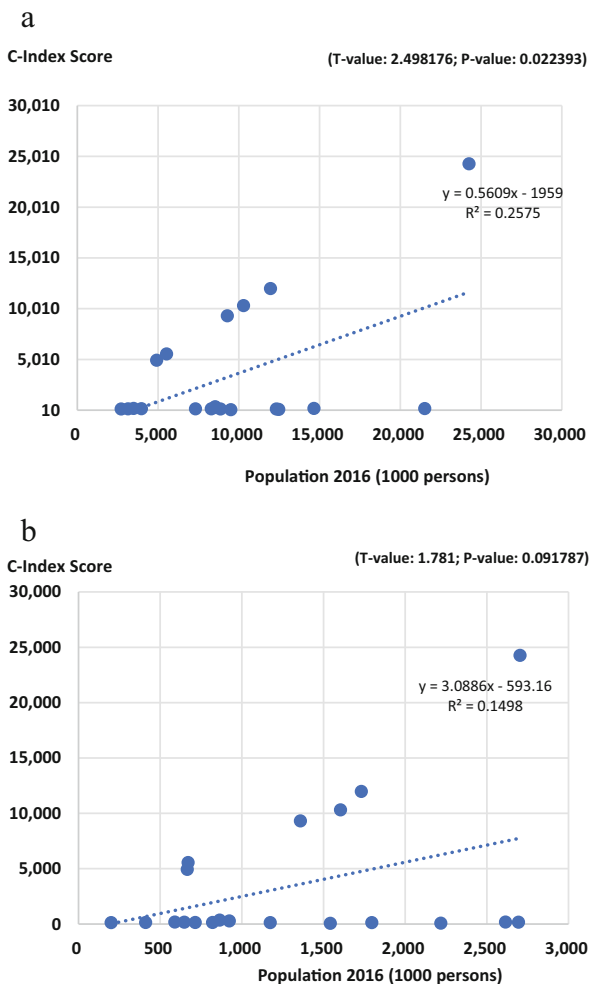 a
C-Index Score (T-value: 2.498176; P-value: 0.022393)
30,010
25,010
y = 0.5609x - 1959
20,010
R² = 0.2575
15,010
10,010
5,010
10
0 5,000 10,000 15,000 20,000 25,000 30,000
Population 2016 (1000 persons)
b
C-Index Score (T-value: 1.781; P-value: 0.091787)
30,000
25,000
y = 3.0886x - 593.16
20,000
R² = 0.1498
15,000
10,000
5,000
0
0 500 1,000 1,500 2,000 2,500 3,000
Population 2016 (1000 persons)